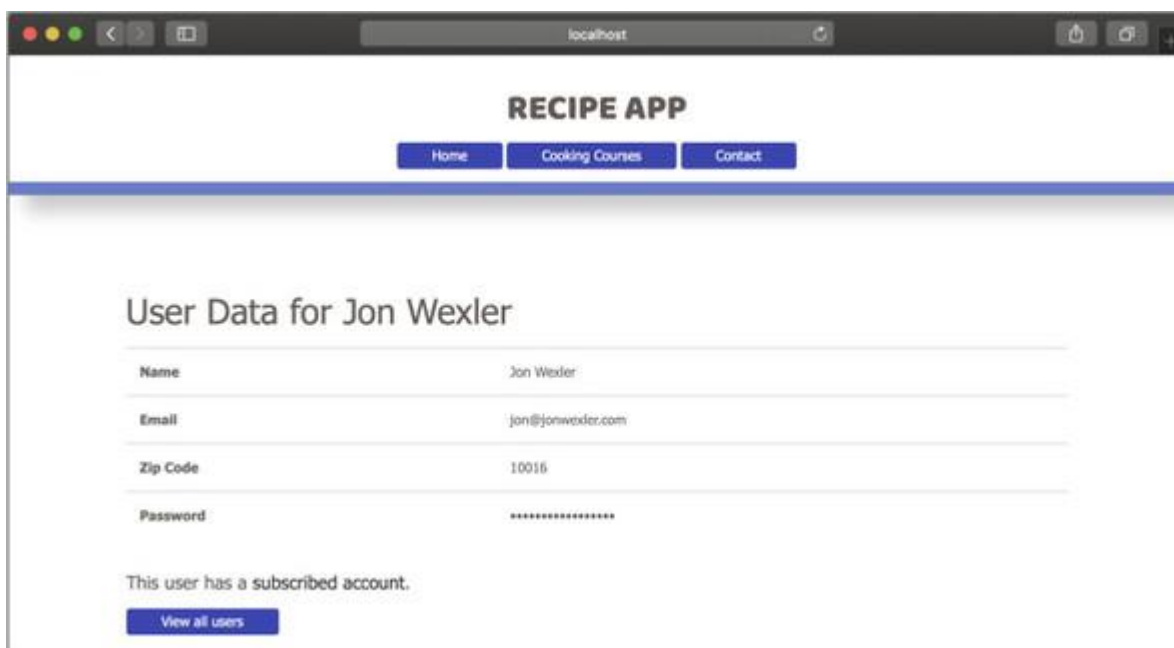 localhost
RECIPE APP
Home Cooking Courses Contact
User Data for Jon Wexler
Name Jon Wexler
Email jon@jonwexler.com
Zip Code 10016
Password •••••••••••••••••
This user has a subscribed account.
View all users